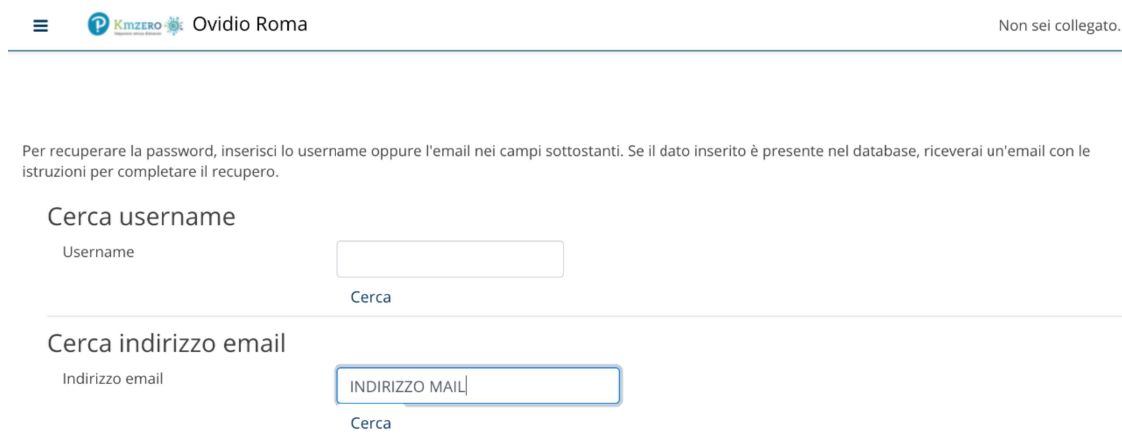 KMZERO Ovidio Roma
Non sei collegato.
Per recuperare la password, inserisci lo username oppure l'email nei campi sottostanti. Se il dato inserito è presente nel database, riceverai un'email con le
istruzioni per completare il recupero.
Cerca username
Username
Cerca
Cerca indirizzo email
Indirizzo email
INDIRIZZO MAIL
Cerca